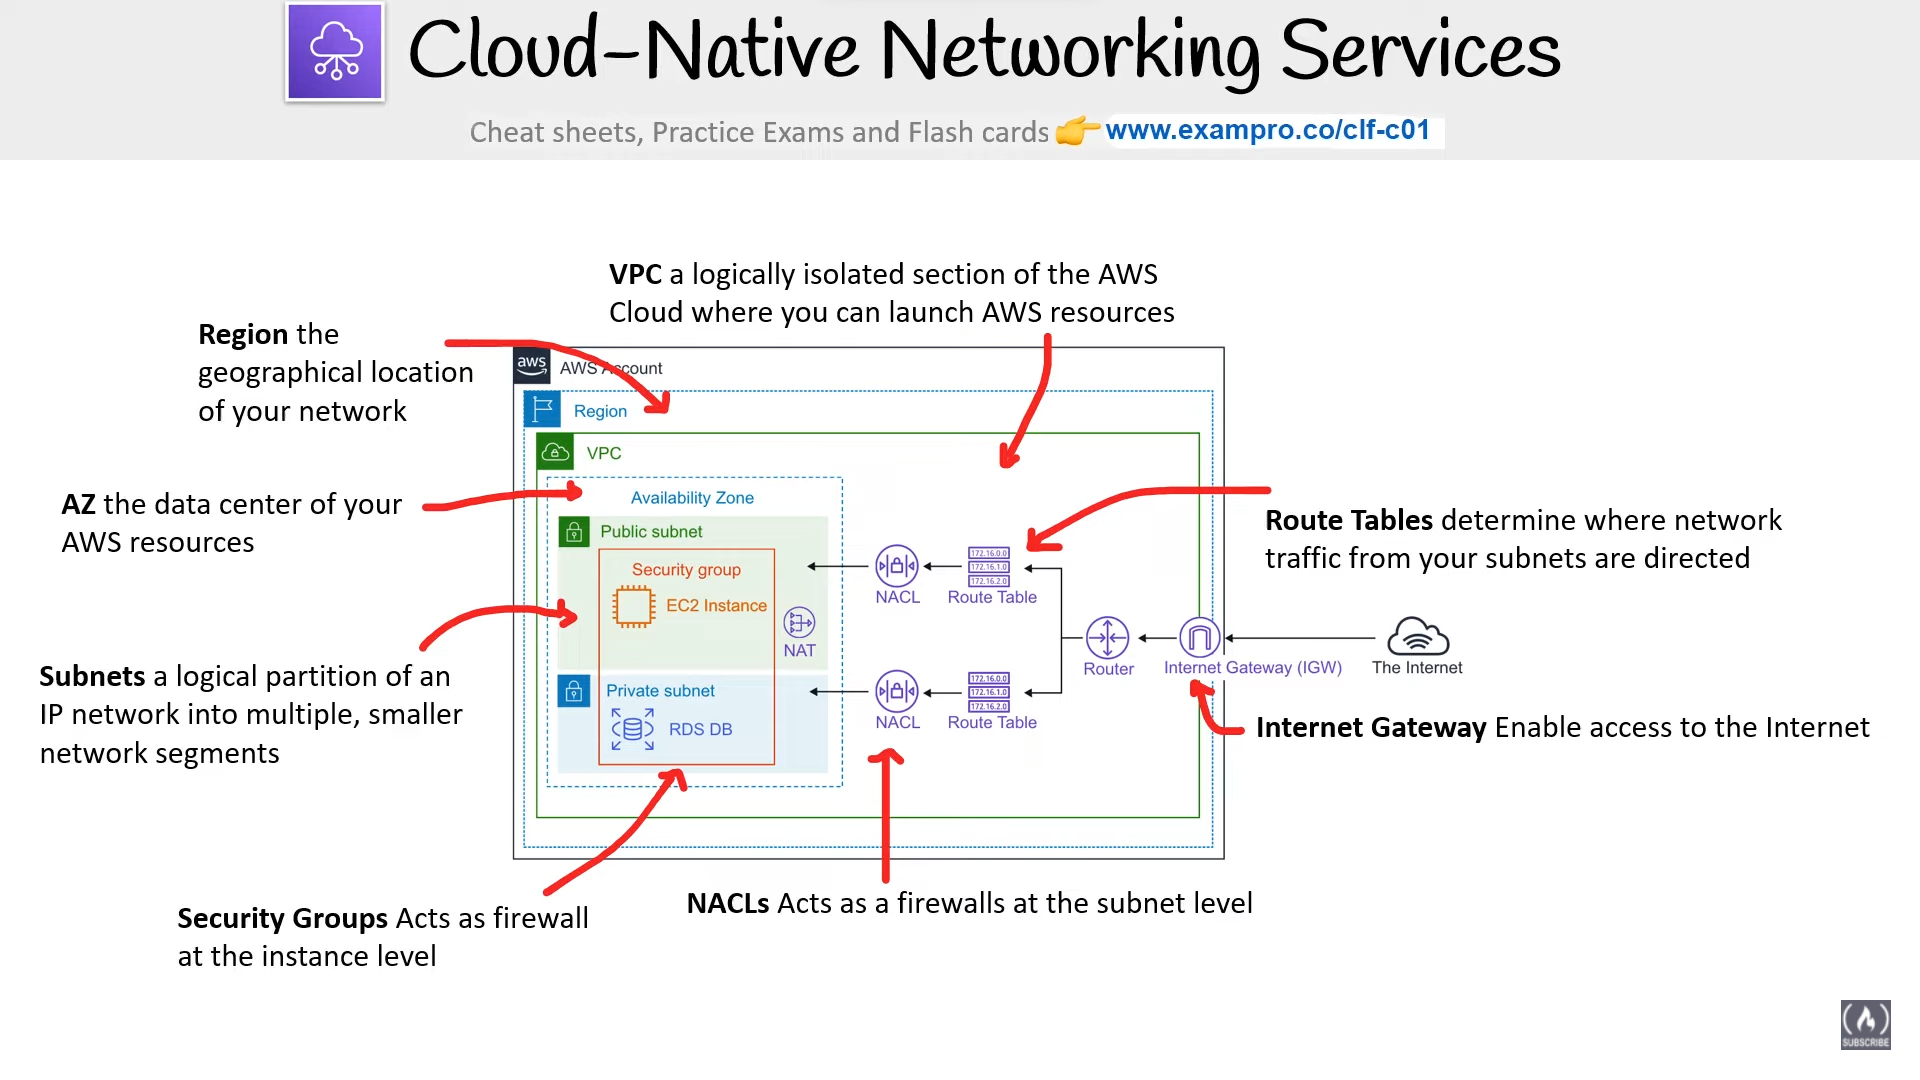 Cloud-Native Networking Services
Cheat sheets, Practice Exams and Flash cards www.exampro.co/clf-c01
VPC a logically isolated section of the AWS
Cloud where you can launch AWS resources
Region the
geographical location
of your network
aws
AWS Account
Region
VPC
AZ the data center of your
AWS resources
Availability Zone
Public subnet
Security group
EC2 Instance
NAT
Private subnet
RDS DB
Subnets a logical partition of an
IP network into multiple, smaller
network segments
NACL
172.16.0.0
172.16.1.0
172.16.2.0
Route Table
NACL
172.16.0.0
172.16.1.0
172.16.2.0
Route Table
Route Tables determine where network
traffic from your subnets are directed
Router
Internet Gateway (IGW)
The Internet
Internet Gateway Enable access to the Internet
Security Groups Acts as firewall
at the instance level
NACLs Acts as a firewalls at the subnet level
SUBSCRIBE